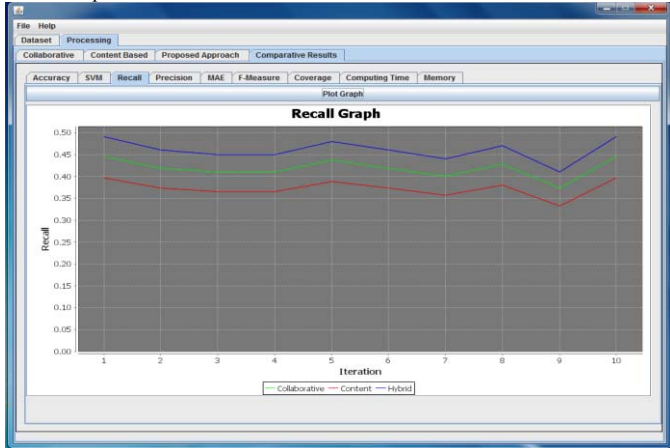 File Help
Dataset Processing
Collaborative Content Based Proposed Approach Comparative Results
Accuracy SVM Recall Precision MAE F-Measure Coverage Computing Time Memory
Plot Graph
Recall Graph
0.50
0.45
0.40
0.35
0.30
0.25
0.20
0.15
0.10
0.05
0.00
Recall
1 2 3 4 5 6 7 8 9 10
Iteration
Collaborative Content Hybrid